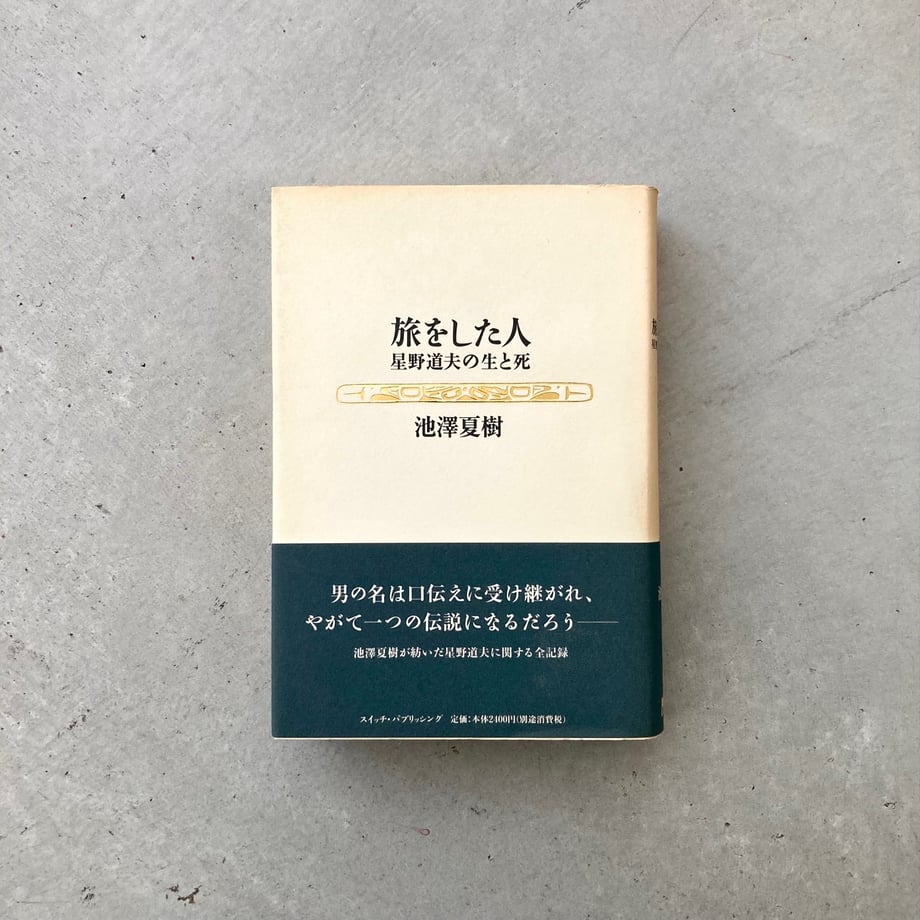 旅をした人
星野道夫の生と死
池澤夏樹
男の名は口伝えに受け継がれ、
やがて一つの伝説になるだろう――
池澤夏樹が紡いだ星野道夫に関する全記録
スイッチ・パブリッシング 定価:本体2400円(別途消費税)